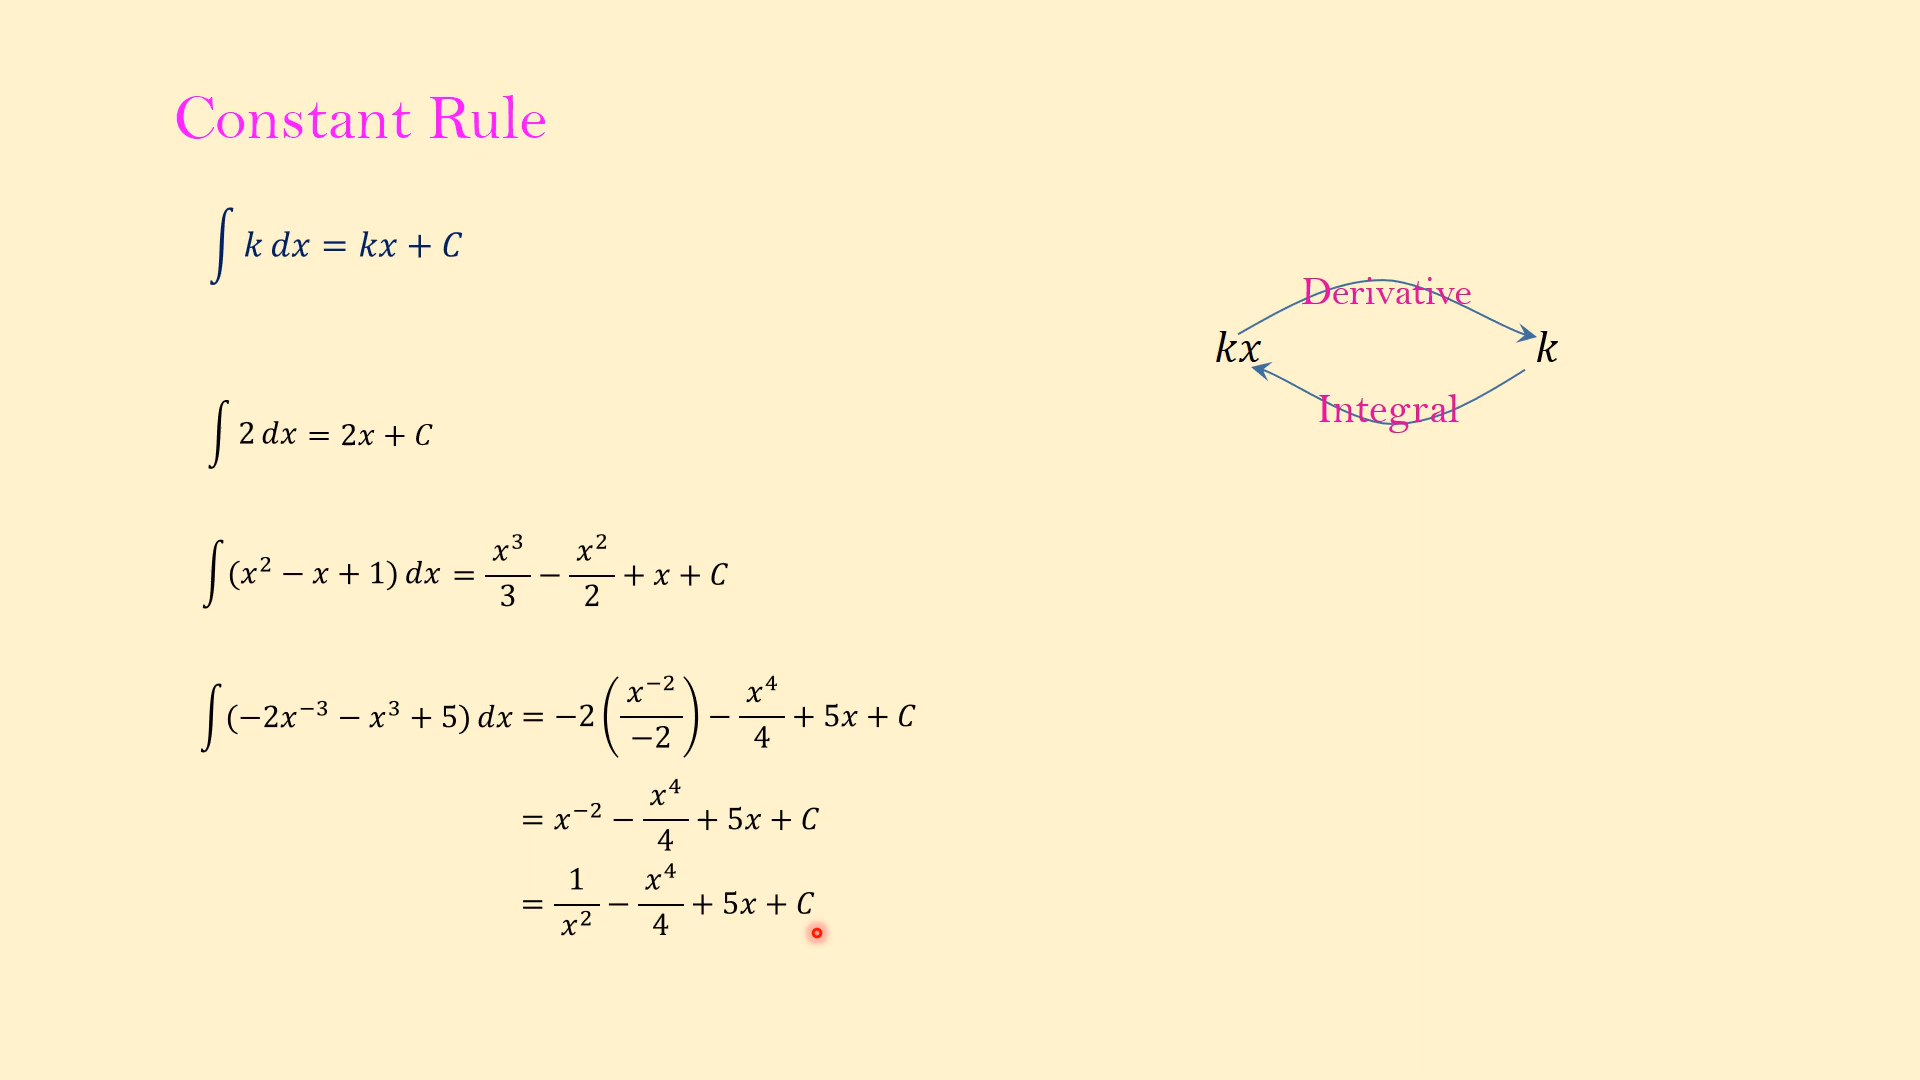 Constant Rule
∫ k dx = kx + C
Derivative
kx k
Integral
∫ 2 dx = 2x + C
∫ (x² − x + 1) dx = x³/3 − x²/2 + x + C
∫ (−2x⁻³ − x³ + 5) dx = −2(x⁻²/−2) − x⁴/4 + 5x + C
= x⁻² − x⁴/4 + 5x + C
= 1/x² − x⁴/4 + 5x + C